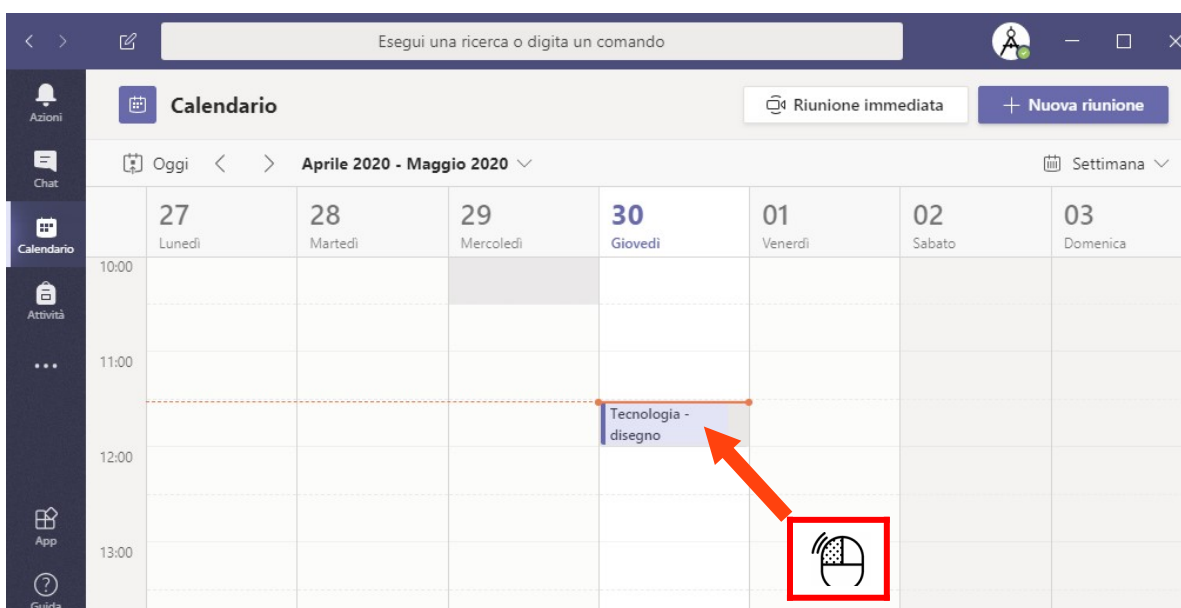 Esegui una ricerca o digita un comando
Azioni
Calendario
Riunione immediata
Nuova riunione
Chat
Oggi
Aprile 2020 - Maggio 2020
Settimana
Calendario
27
Lunedì
28
Martedì
29
Mercoledì
30
Giovedì
01
Venerdì
02
Sabato
03
Domenica
10:00
Attività
11:00
Tecnologia -
disegno
12:00
App
13:00
Guida